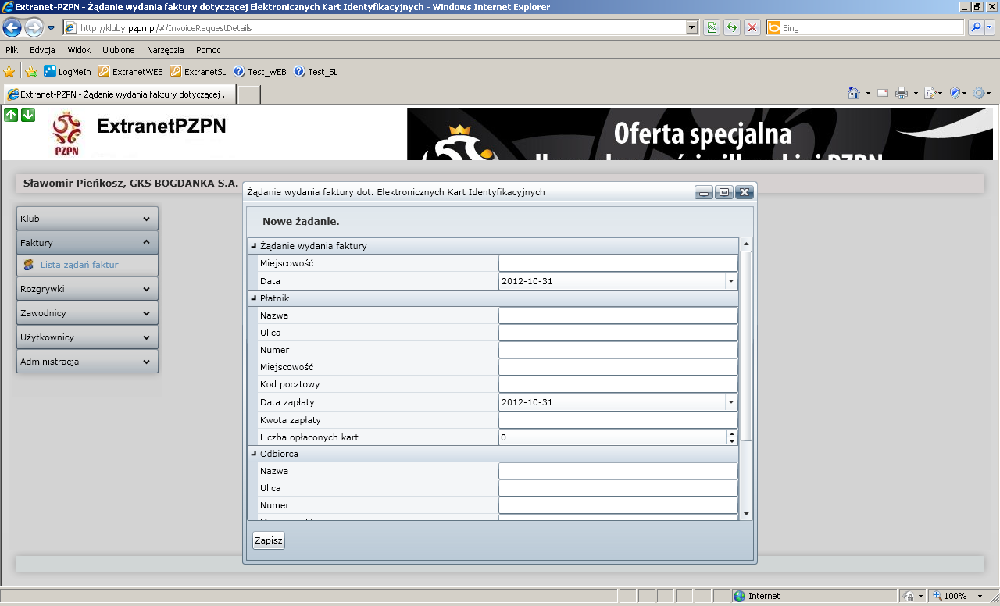 Extranet-PZPN - Żądanie wydania faktury dotyczącej Elektronicznych Kart Identyfikacyjnych - Windows Internet Explorer
http://kluby.pzpn.pl/#/InvoiceRequestDetails
Bing
Plik Edycja Widok Ulubione Narzędzia Pomoc
LogMeIn ExtranetWEB ExtranetSL Test_WEB Test_SL
Extranet-PZPN - Żądanie wydania faktury dotyczącej ...
PZPN
ExtranetPZPN
Oferta specjalna
Sławomir Pieńkosz, GKS BOGDANKA S.A.
Klub
Faktury
Lista żądań faktur
Rozgrywki
Zawodnicy
Użytkownicy
Administracja
Żądanie wydania faktury dot. Elektronicznych Kart Identyfikacyjnych
Nowe żądanie.
Żądanie wydania faktury
Miejscowość
Data 2012-10-31
Płatnik
Nazwa
Ulica
Numer
Miejscowość
Kod pocztowy
Data zapłaty 2012-10-31
Kwota zapłaty
Liczba opłaconych kart 0
Odbiorca
Nazwa
Ulica
Numer
Zapisz
Internet 100%